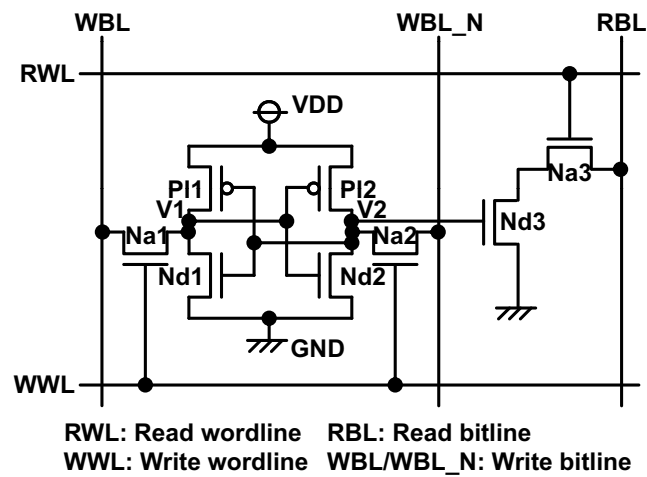 WBL WBL_N RBL
RWL
VDD
Pl1 Pl2
V1 V2
Na3
Na1 Na2 Nd3
Nd1 Nd2
GND
WWL
RWL: Read wordline RBL: Read bitline
WWL: Write wordline WBL/WBL_N: Write bitline